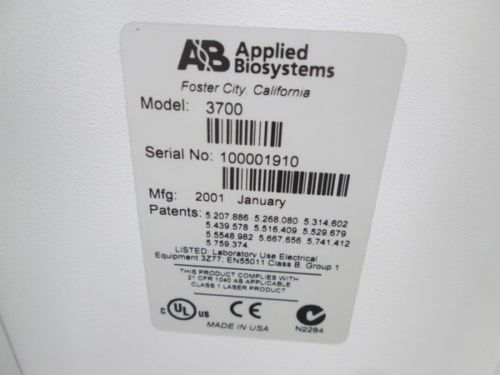 AB Applied
Biosystems
Foster City, California
Model: 3700
Serial No: 100001910
Mfg: 2001 January
Patents: 5.207.886 5.268.080 5.314.602
5.439.578 5.516.409 5.529.679
5.5548.982 5.667.656 5.741.412
5.759.374
LISTED: Laboratory Use Electrical
Equipment 3Z77. EN55011 Class B. Group 1
THIS PRODUCT COMPLIES WITH
21 CFR 1040 AS APPLICABLE
CLASS 1 LASER PRODUCT
C UL US CE
MADE IN USA N2284